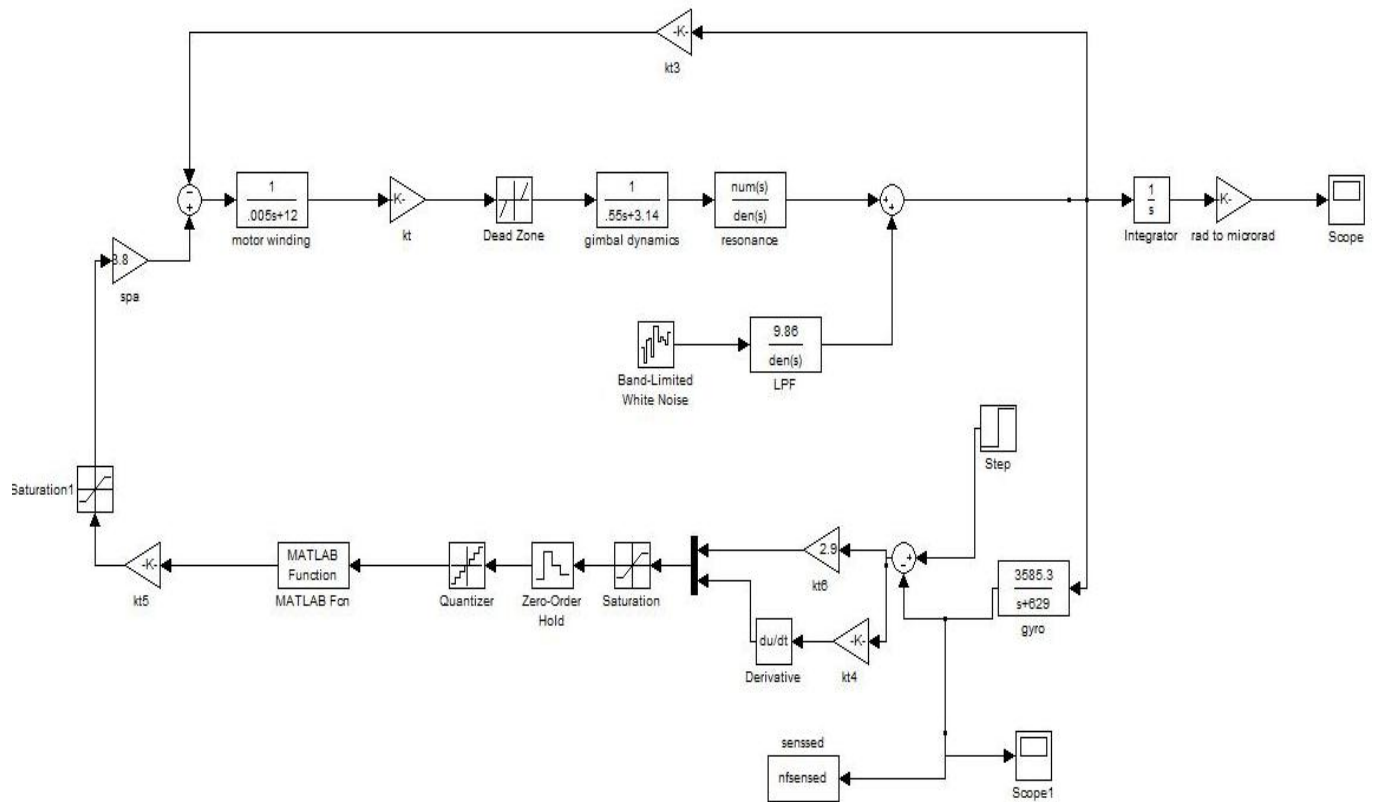 -K-
kt3
−
+
1
.005s+12
motor winding
-K-
kt
Dead Zone
1
.55s+3.14
gimbal dynamics
num(s)
den(s)
resonance
+
+
1
s
Integrator
-K-
rad to microrad
Scope
3.8
spa
Band-Limited
White Noise
9.86
den(s)
LPF
Step
Saturation1
-K-
kt5
MATLAB
Function
MATLAB Fcn
Quantizer
Zero-Order
Hold
Saturation
2.9
kt6
+
−
3585.3
s+629
gyro
du/dt
Derivative
-K-
kt4
senssed
nfsensed
Scope1